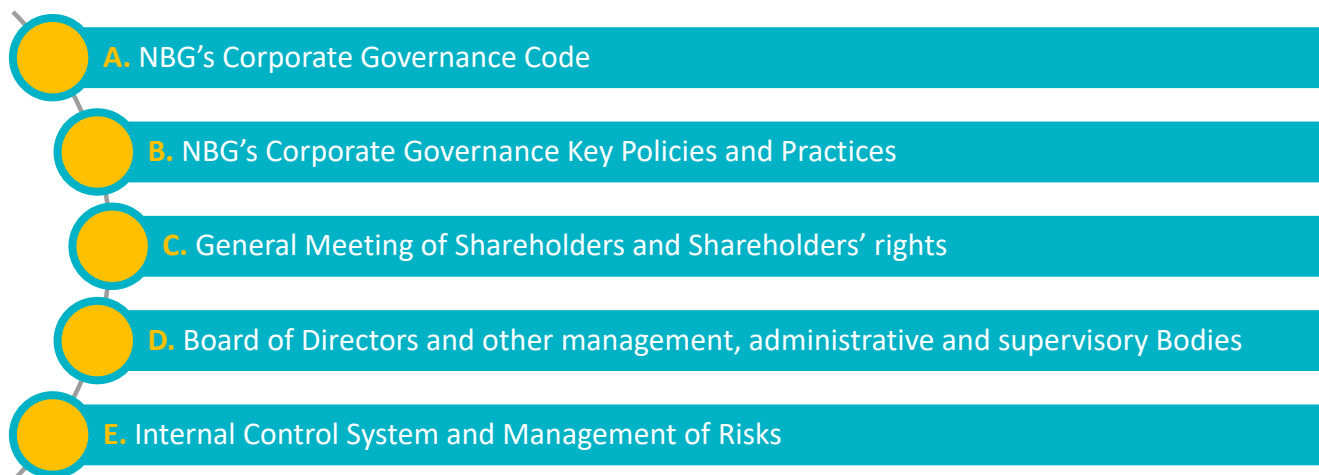 A. NBG’s Corporate Governance Code
B. NBG’s Corporate Governance Key Policies and Practices
C. General Meeting of Shareholders and Shareholders’ rights
D. Board of Directors and other management, administrative and supervisory Bodies
E. Internal Control System and Management of Risks